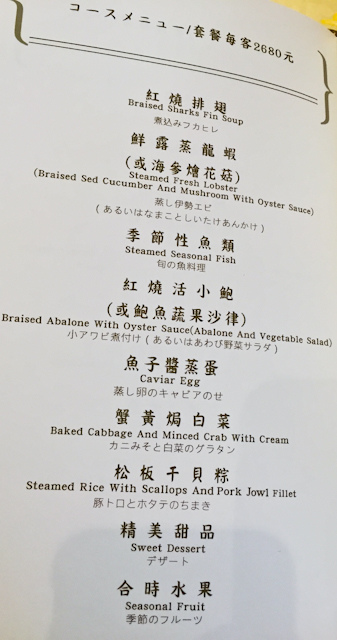 コースメニュー/套餐每客2680元
紅燒排翅
Braised Sharks Fin Soup
煮込みフカヒレ
鮮露蒸龍蝦
(或海參燴花菇)
Steamed Fresh Lobster
(Braised Sed Cucumber And Mushroom With Oyster Sauce)
蒸し伊勢エビ
(あるいはなまことしいたけあんかけ)
季節性魚類
Steamed Seasonal Fish
旬の魚料理
紅燒活小鮑
(或鮑魚蔬果沙律)
Braised Abalone With Oyster Sauce(Abalone And Vegetable Salad)
小アワビ煮付け(あるいはあわび野菜サラダ)
魚子醬蒸蛋
Caviar Egg
蒸し卵のキャビアのせ
蟹黃焗白菜
Baked Cabbage And Minced Crab With Cream
カニみそと白菜のグラタン
松板干貝粽
Steamed Rice With Scallops And Pork Jowl Fillet
豚トロとホタテのちまき
精美甜品
Sweet Dessert
デザート
合時水果
Seasonal Fruit
季節のフルーツ